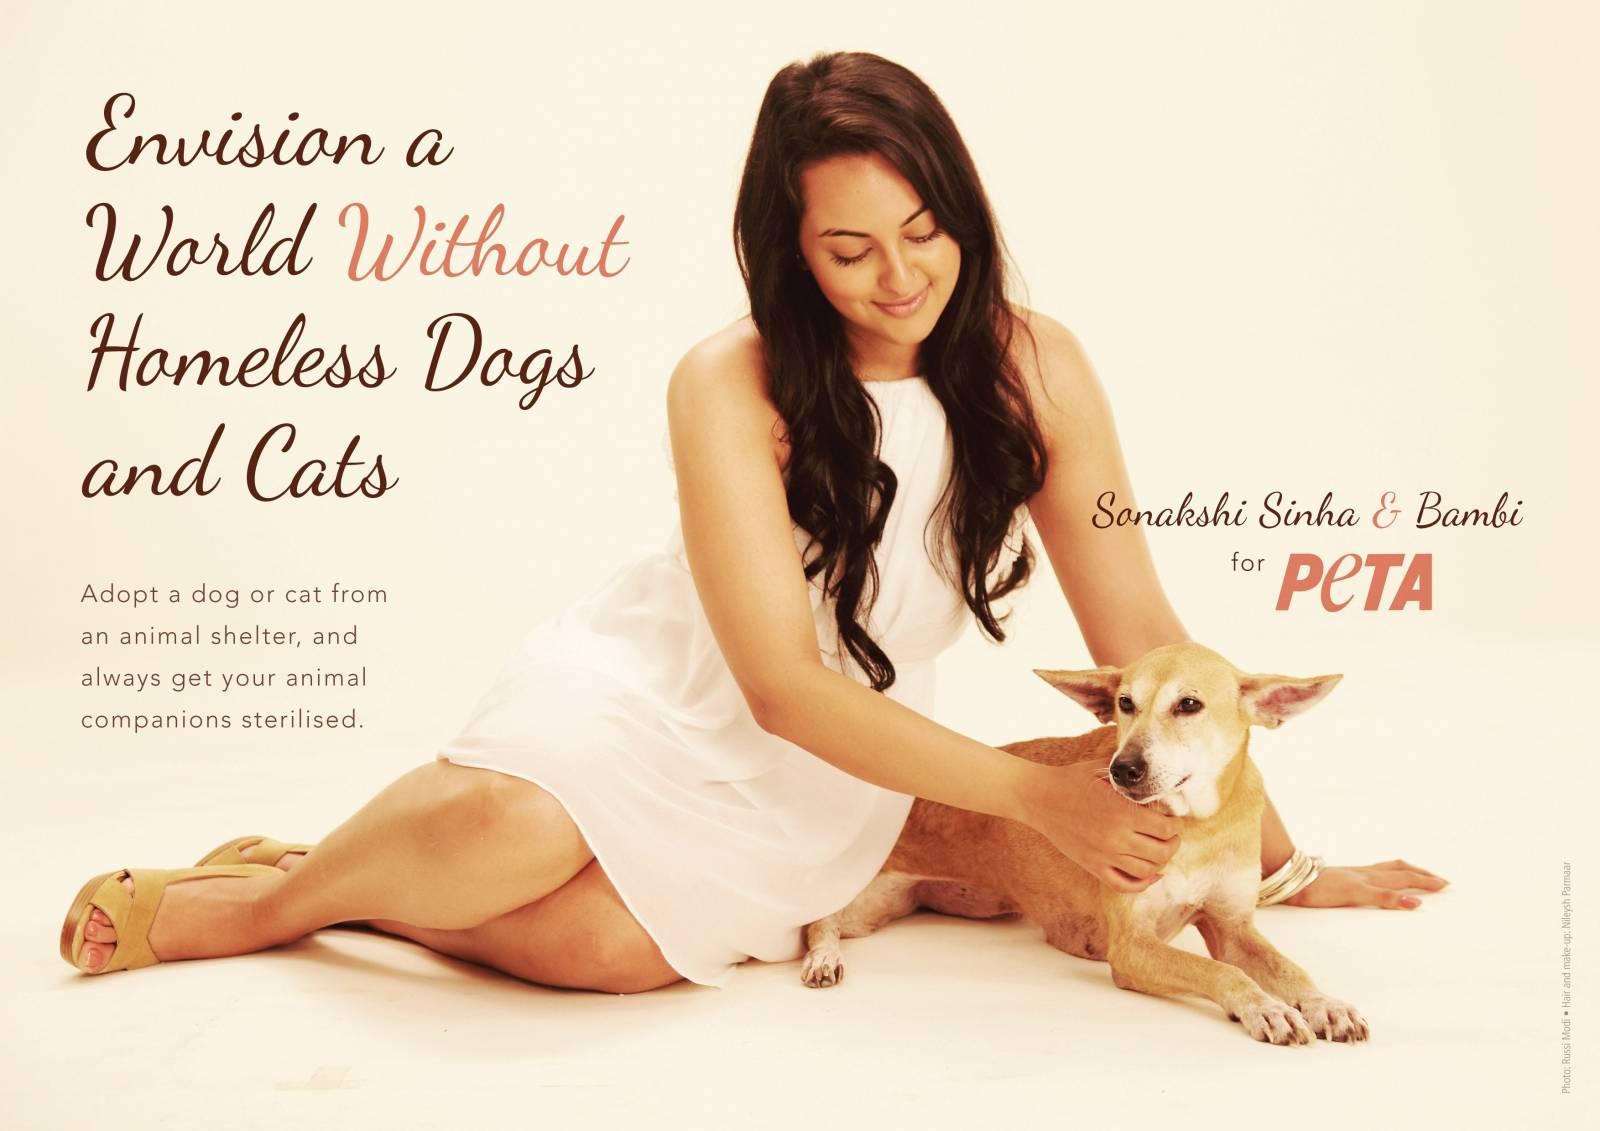 Envision a
World Without
Homeless Dogs
and Cats
Adopt a dog or cat from
an animal shelter, and
always get your animal
companions sterilised.
Sonakshi Sinha & Bambi
for PETA
Photo: Russi Modi • Hair and make-up: Nileysh Parmaar